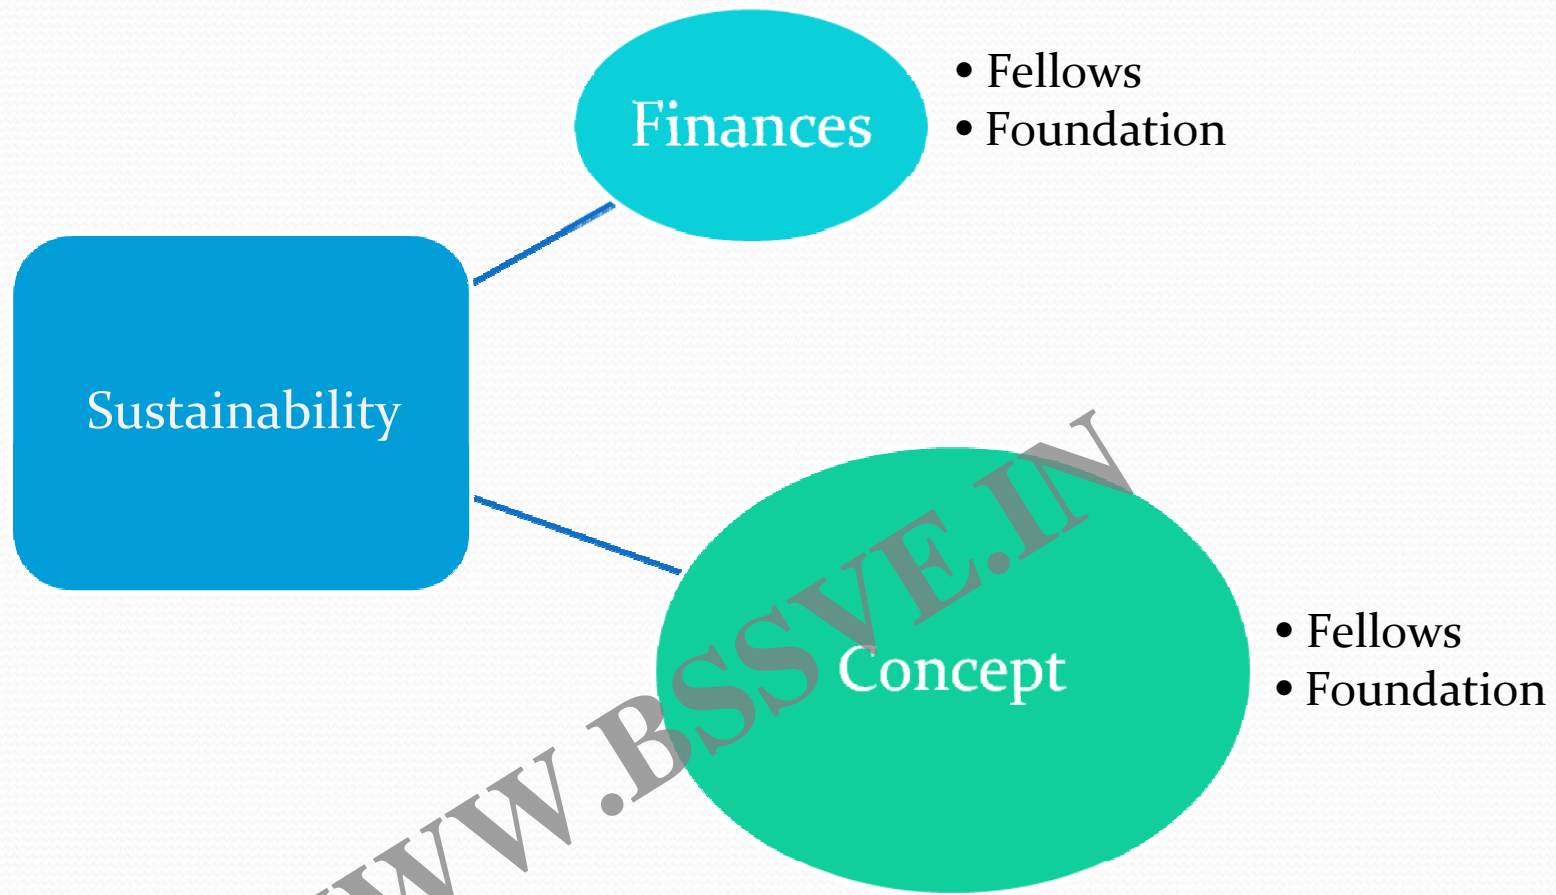 Finances
• Fellows
• Foundation
Sustainability
Concept
• Fellows
• Foundation
WWW.BSSVE.IN